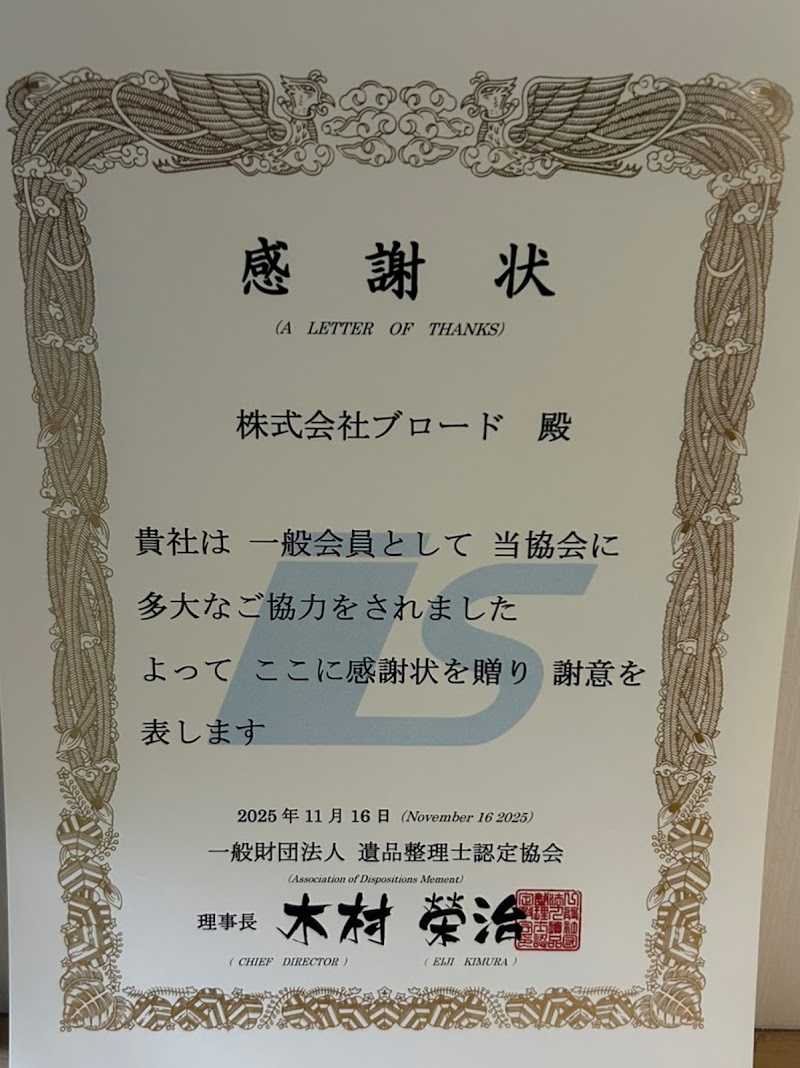 感謝状
(A LETTER OF THANKS)
株式会社ブロード 殿
貴社は 一般会員として 当協会に
多大なご協力をされました
よって ここに感謝状を贈り 謝意を
表します
LS
2025年11月16日 (November 16 2025)
一般財団法人 遺品整理士認定協会
(Association of Dispositions Mement)
理事長 木村 榮治
( CHIEF DIRECTOR ) ( EIJI KIMURA )